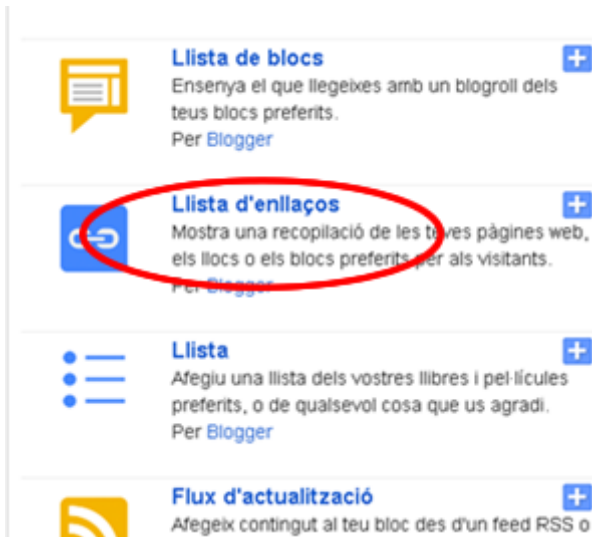 Llista de blocs
Ensenya el que llegeixes amb un blogroll dels
teus blocs preferits.
Per Blogger
Llista d'enllaços
Mostra una recopilació de les teves pàgines web,
els llocs o els blocs preferits per als visitants.
Per Blogger
Llista
Afegiu una llista dels vostres llibres i pel·lícules
preferits, o de qualsevol cosa que us agradi.
Per Blogger
Flux d'actualització
Afegeix contingut al teu bloc des d'un feed RSS o